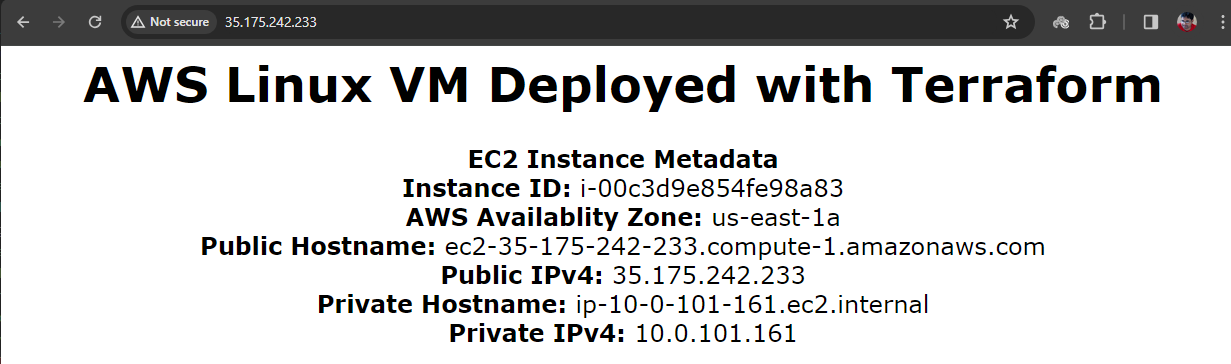 Not secure 35.175.242.233
AWS Linux VM Deployed with Terraform
EC2 Instance Metadata
Instance ID: i-00c3d9e854fe98a83
AWS Availablity Zone: us-east-1a
Public Hostname: ec2-35-175-242-233.compute-1.amazonaws.com
Public IPv4: 35.175.242.233
Private Hostname: ip-10-0-101-161.ec2.internal
Private IPv4: 10.0.101.161